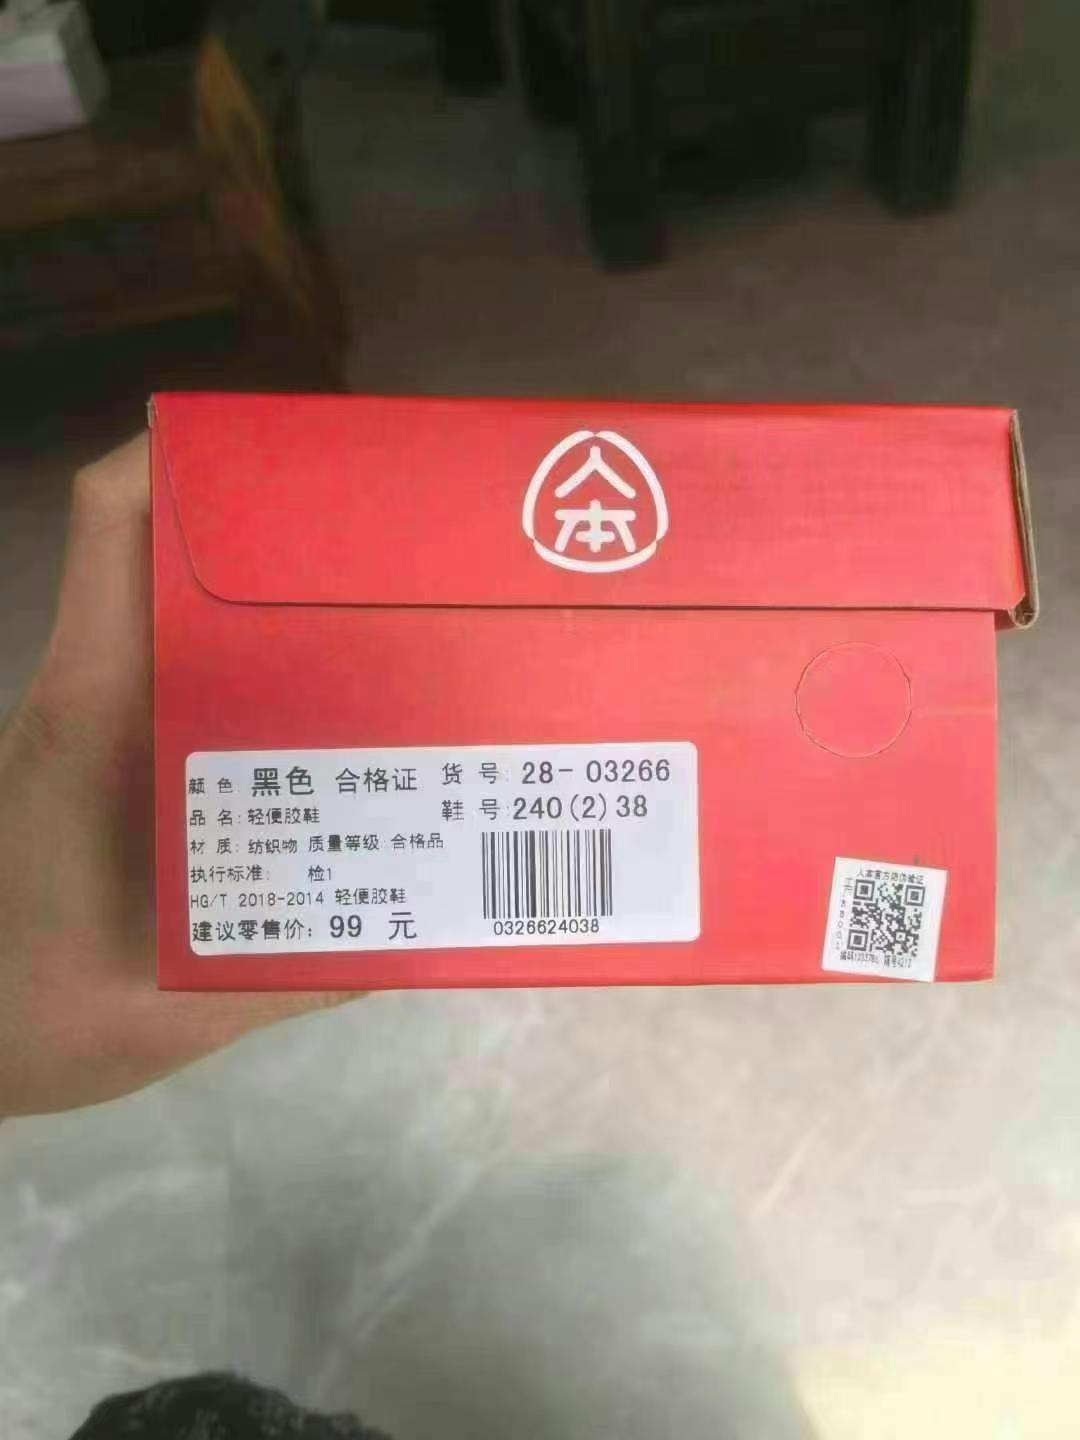 人
本
颜 色: 黑色 合格证 货 号: 28-03266
品 名: 轻便胶鞋 鞋 号: 240(2)38
材 质: 纺织物 质量等级: 合格品
执行标准: 检1
HG/T 2018-2014 轻便胶鞋
建议零售价: 99 元
0326624038
人本官方防伪验证